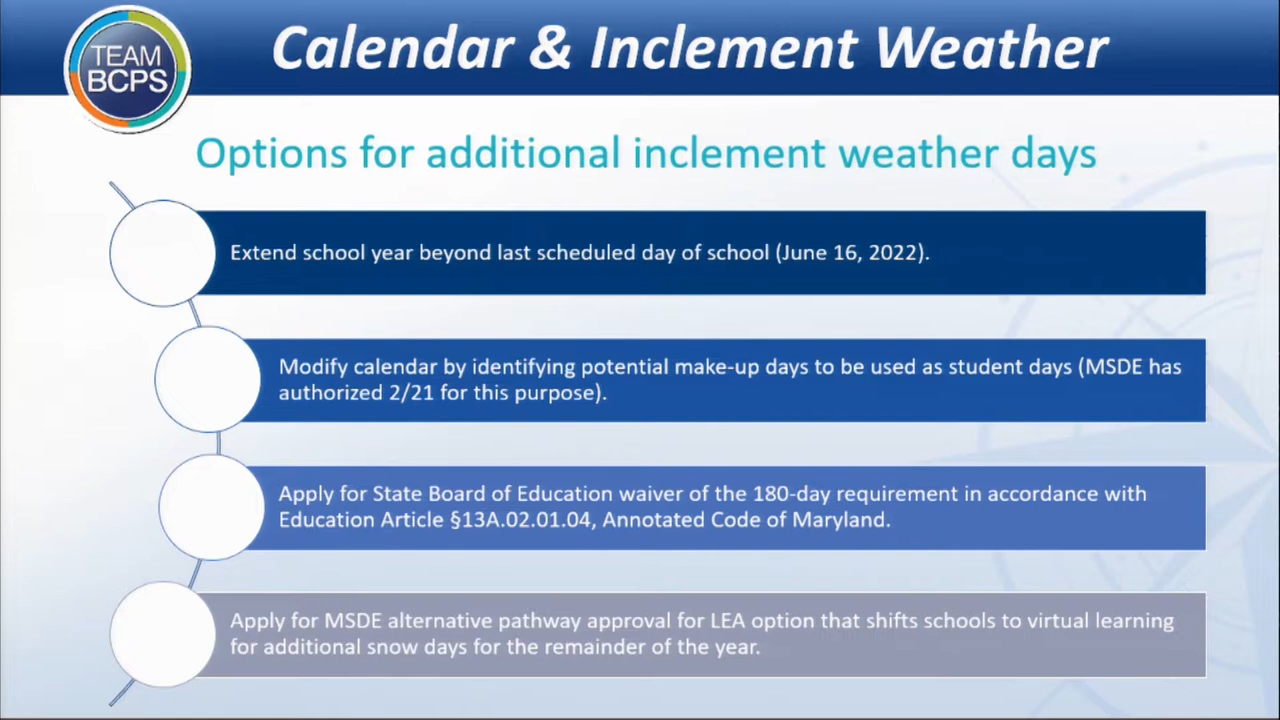 TEAM
BCPS
Calendar & Inclement Weather
Options for additional inclement weather days
Extend school year beyond last scheduled day of school (June 16, 2022).
Modify calendar by identifying potential make-up days to be used as student days (MSDE has
authorized 2/21 for this purpose).
Apply for State Board of Education waiver of the 180-day requirement in accordance with
Education Article §13A.02.01.04, Annotated Code of Maryland.
Apply for MSDE alternative pathway approval for LEA option that shifts schools to virtual learning
for additional snow days for the remainder of the year.